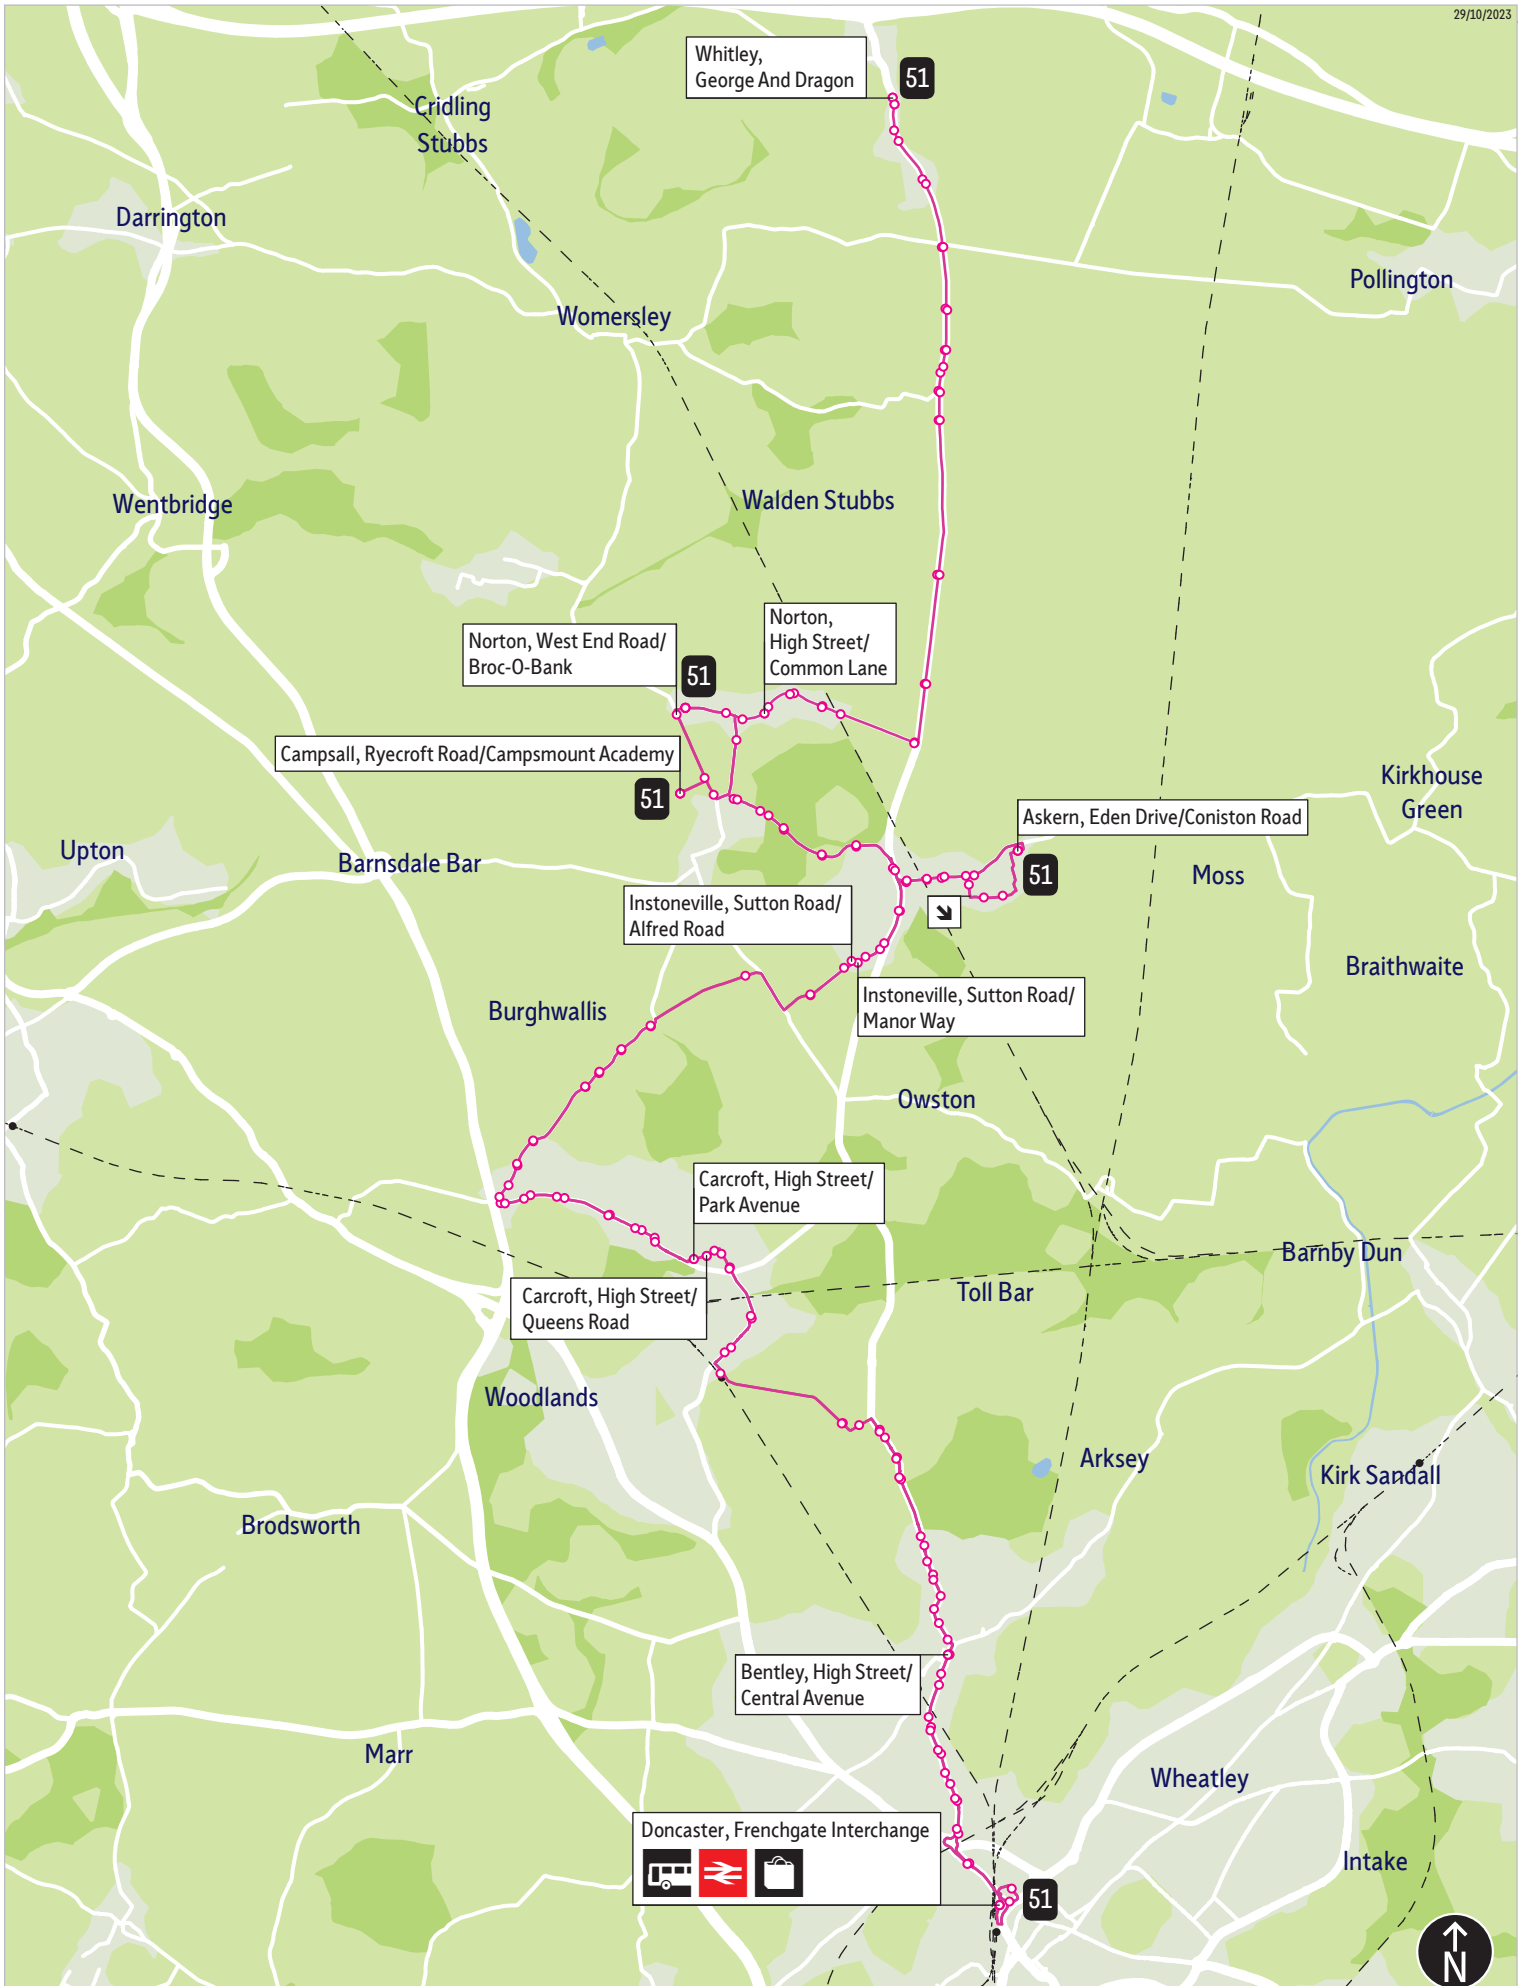 29/10/2023
Whitley,
George And Dragon
51
Cridling
Stubbs
Darrington
Pollington
Womersley
Wentbridge
Walden Stubbs
Norton,
High Street/
Common Lane
Norton, West End Road/
Broc-O-Bank
51
Campsall, Ryecroft Road/Campsmount Academy
51
Kirkhouse
Green
Askern, Eden Drive/Coniston Road
51
Upton
Barnsdale Bar
Moss
Instoneville, Sutton Road/
Alfred Road
Braithwaite
Instoneville, Sutton Road/
Manor Way
Burghwallis
Owston
Carcroft, High Street/
Park Avenue
Barnby Dun
Toll Bar
Carcroft, High Street/
Queens Road
Woodlands
Arksey
Kirk Sandall
Brodsworth
Bentley, High Street/
Central Avenue
Marr
Wheatley
Doncaster, Frenchgate Interchange
Intake
51
N